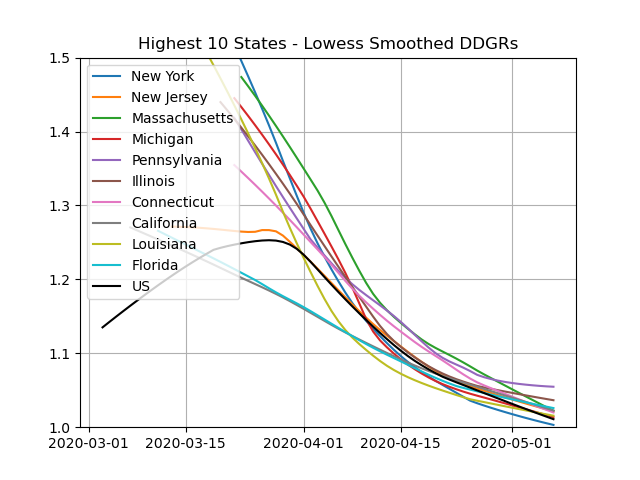 Highest 10 States - Lowess Smoothed DDGRs
1.5
1.4
1.3
1.2
1.1
1.0
New York
New Jersey
Massachusetts
Michigan
Pennsylvania
Illinois
Connecticut
California
Louisiana
Florida
US
2020-03-01 2020-03-15 2020-04-01 2020-04-15 2020-05-01